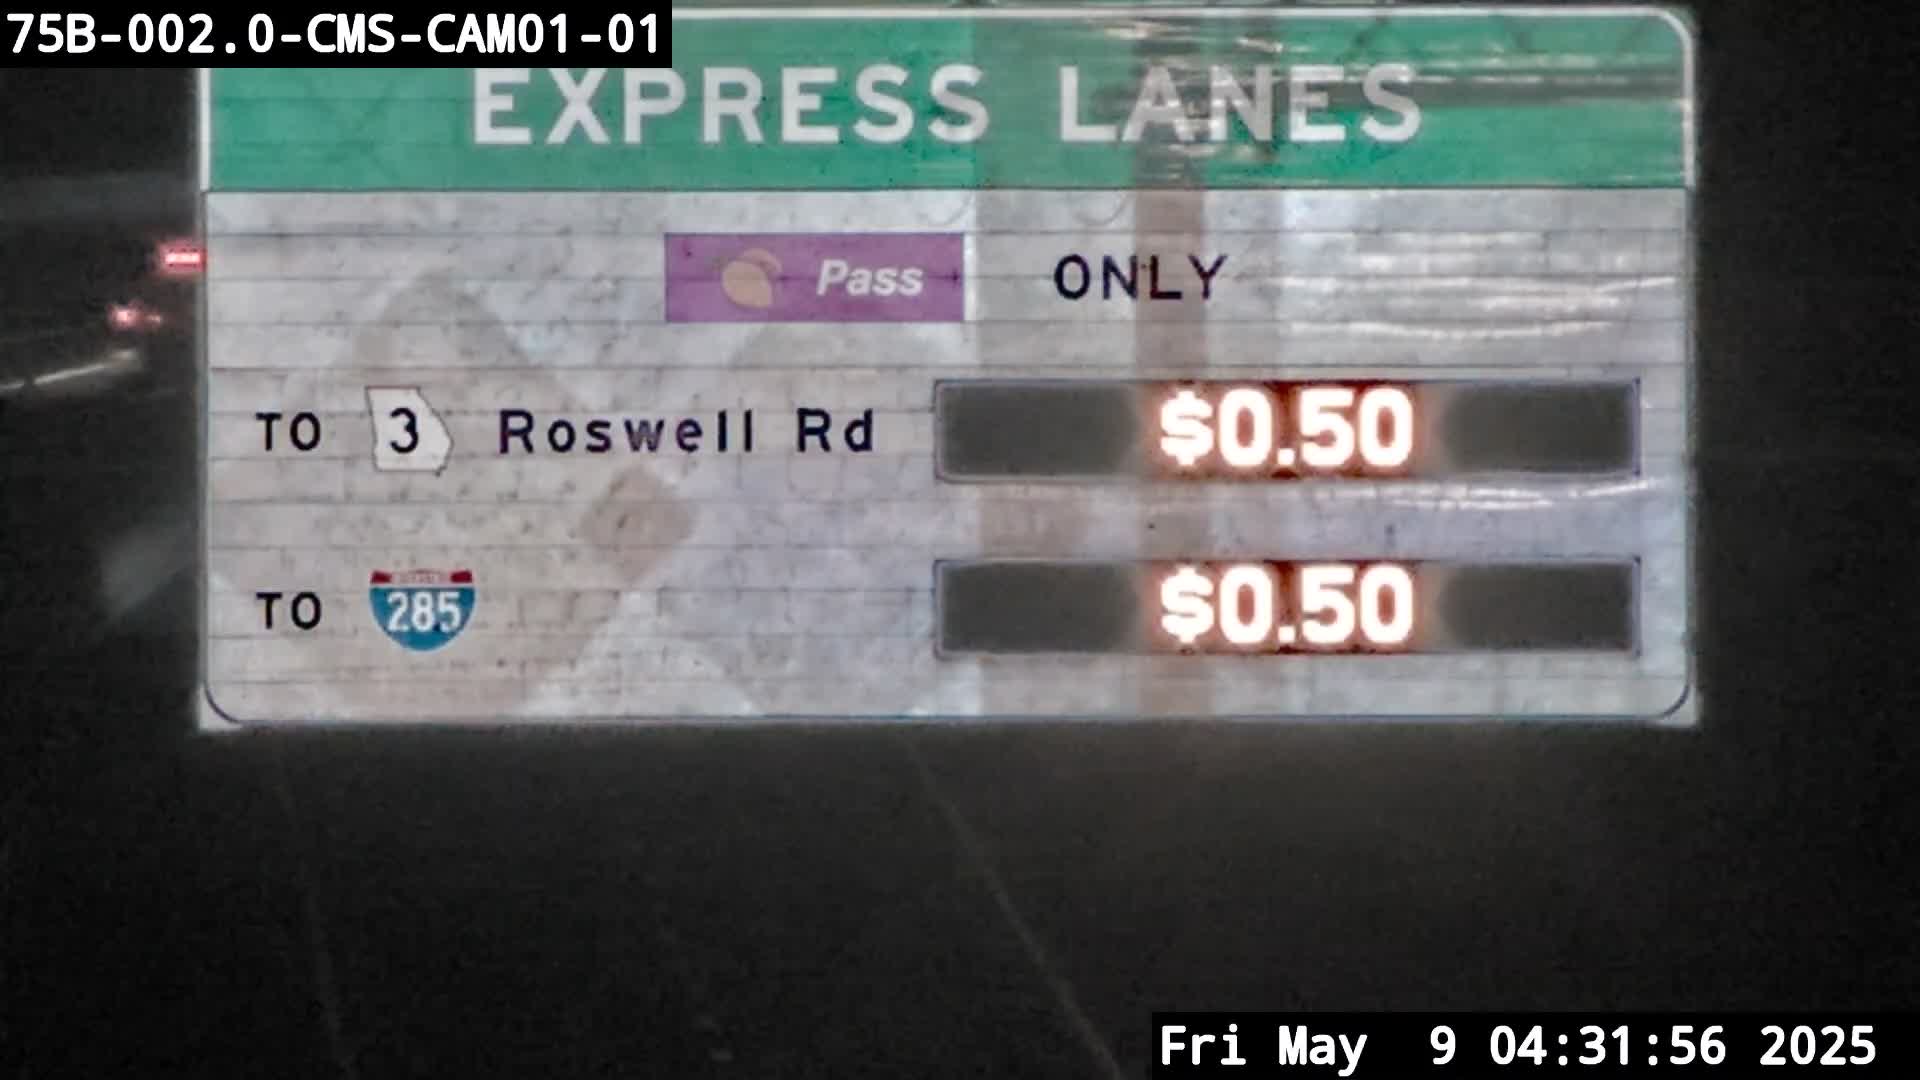 75B-002.0-CMS-CAM01-01
EXPRESS LANES
Pass ONLY
TO 3 Roswell Rd $0.50
TO 285 $0.50
Fri May 9 04:31:56 2025